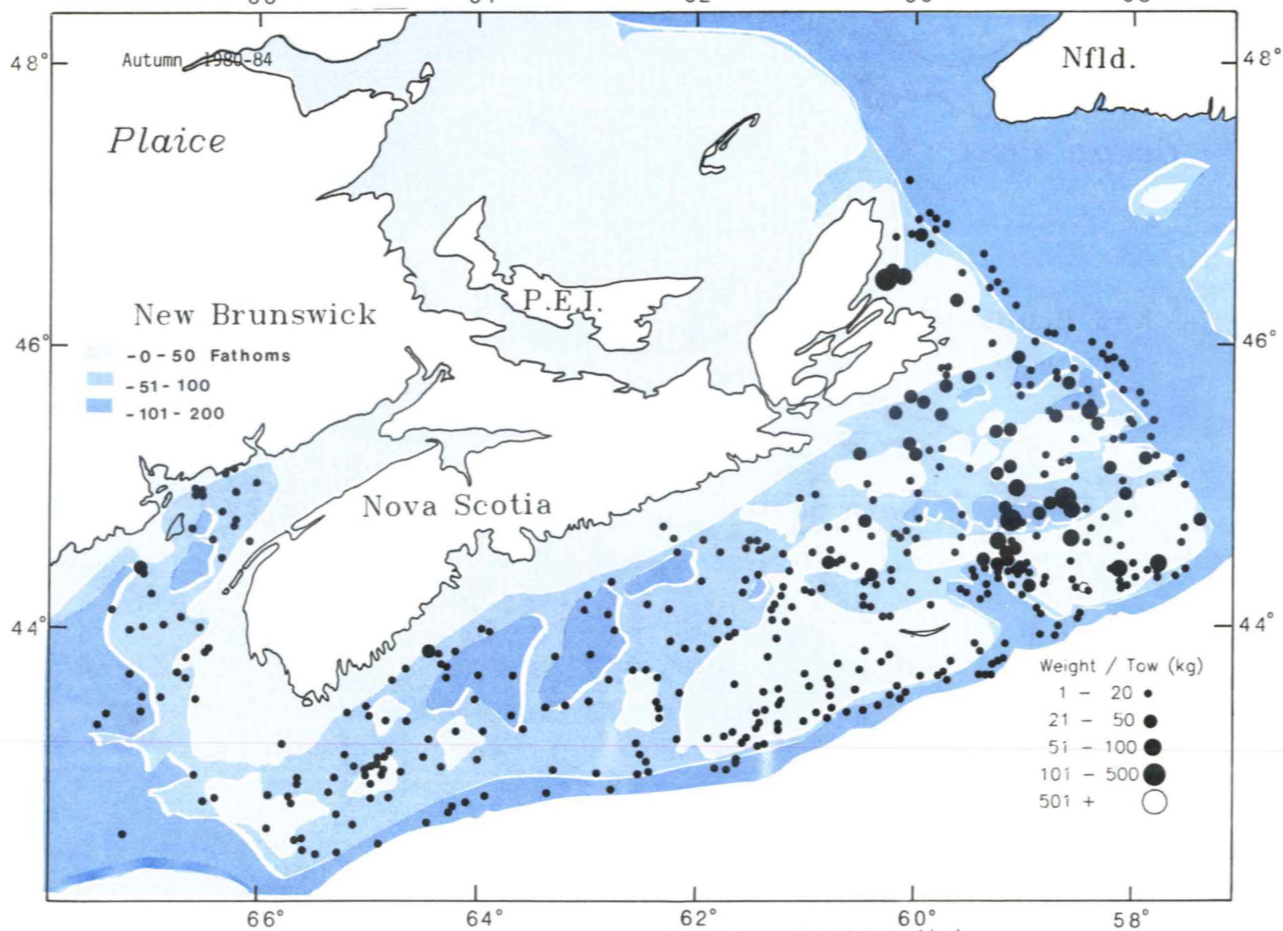 48°
Autumn 1980-84
Nfld.
48°
Plaice
New Brunswick
P.E.I.
46°
46°
-0-50 Fathoms
-51-100
-101-200
Nova Scotia
44°
44°
Weight / Tow (kg)
1 - 20
21 - 50
51 - 100
101 - 500
501 +
66° 64° 62° 60° 58°